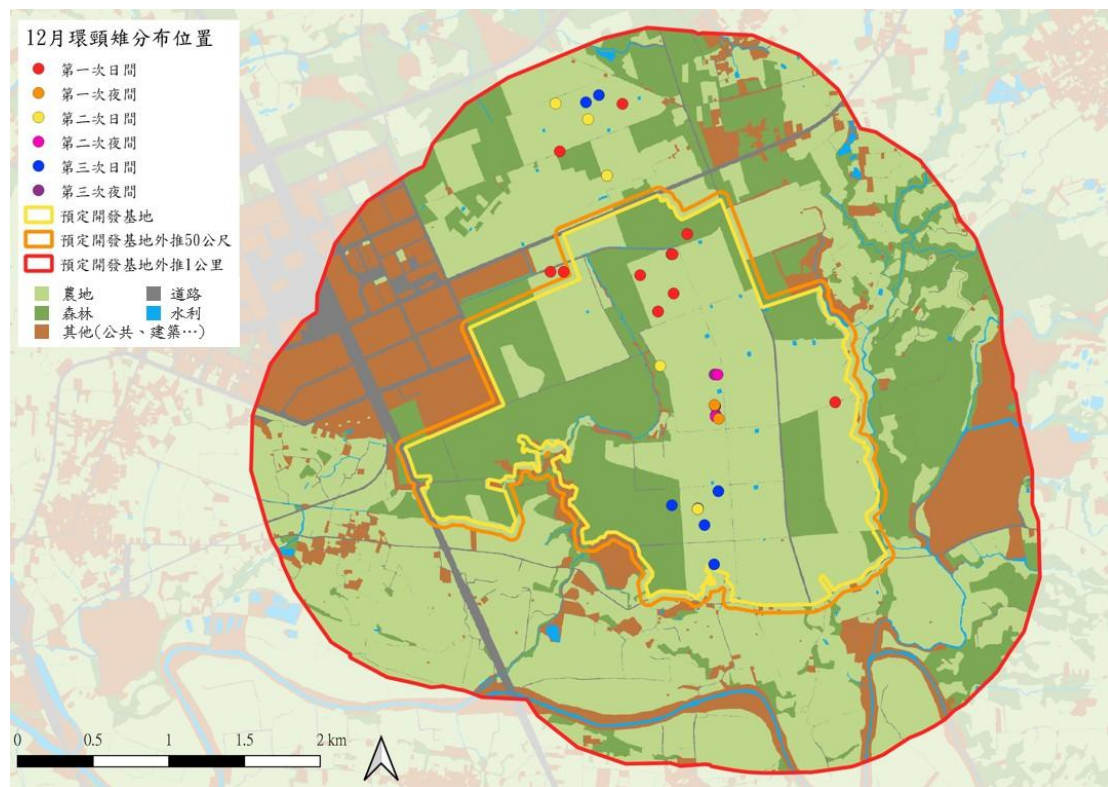 12月環頸雉分布位置
第一次日間
第一次夜間
第二次日間
第二次夜間
第三次日間
第三次夜間
預定開發基地
預定開發基地外推50公尺
預定開發基地外推1公里
農地 道路
森林 水利
其他(公共、建築…)
0 0.5 1 1.5 2 km